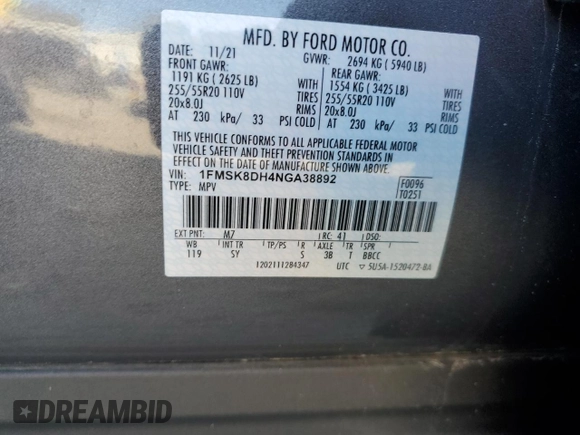 MFD. BY FORD MOTOR CO.
DATE: 11/21 GVWR: 2694 KG ( 5940 LB)
FRONT GAWR: REAR GAWR:
1191 KG ( 2625 LB) WITH 1554 KG ( 3425 LB) WITH
255/55R20 110V TIRES 255/55R20 110V TIRES
20x8.0J RIMS 20x8.0J RIMS
AT 230 kPa/ 33 PSI COLD AT 230 kPa/ 33 PSI COLD
THIS VEHICLE CONFORMS TO ALL APPLICABLE FEDERAL MOTOR
VEHICLE SAFETY AND THEFT PREVENTION STANDARDS IN
EFFECT ON THE DATE OF MANUFACTURE SHOWN ABOVE.
VIN: 1FMSK8DH4NGA38892 F0096
TYPE: MPV T0251
EXT PNT: M7 RC: 41 DSO:
WB INT TR TP/PS R AXLE TR SPR
119 SY S 3B T BBCC
1202111284347 UTC 5U5A-1520472-BA
DREAMBID